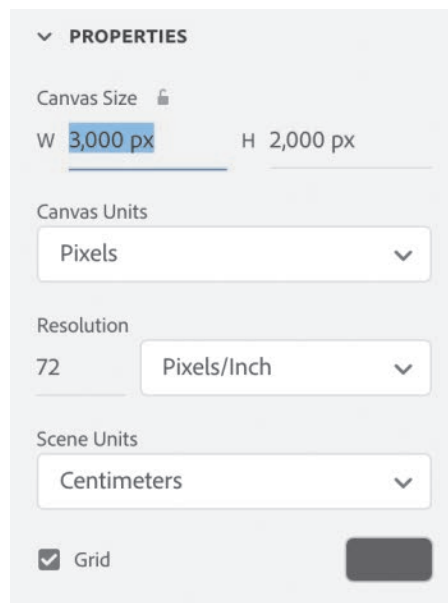 PROPERTIES
Canvas Size
W 3,000 px H 2,000 px
Canvas Units
Pixels
Resolution
72 Pixels/Inch
Scene Units
Centimeters
Grid